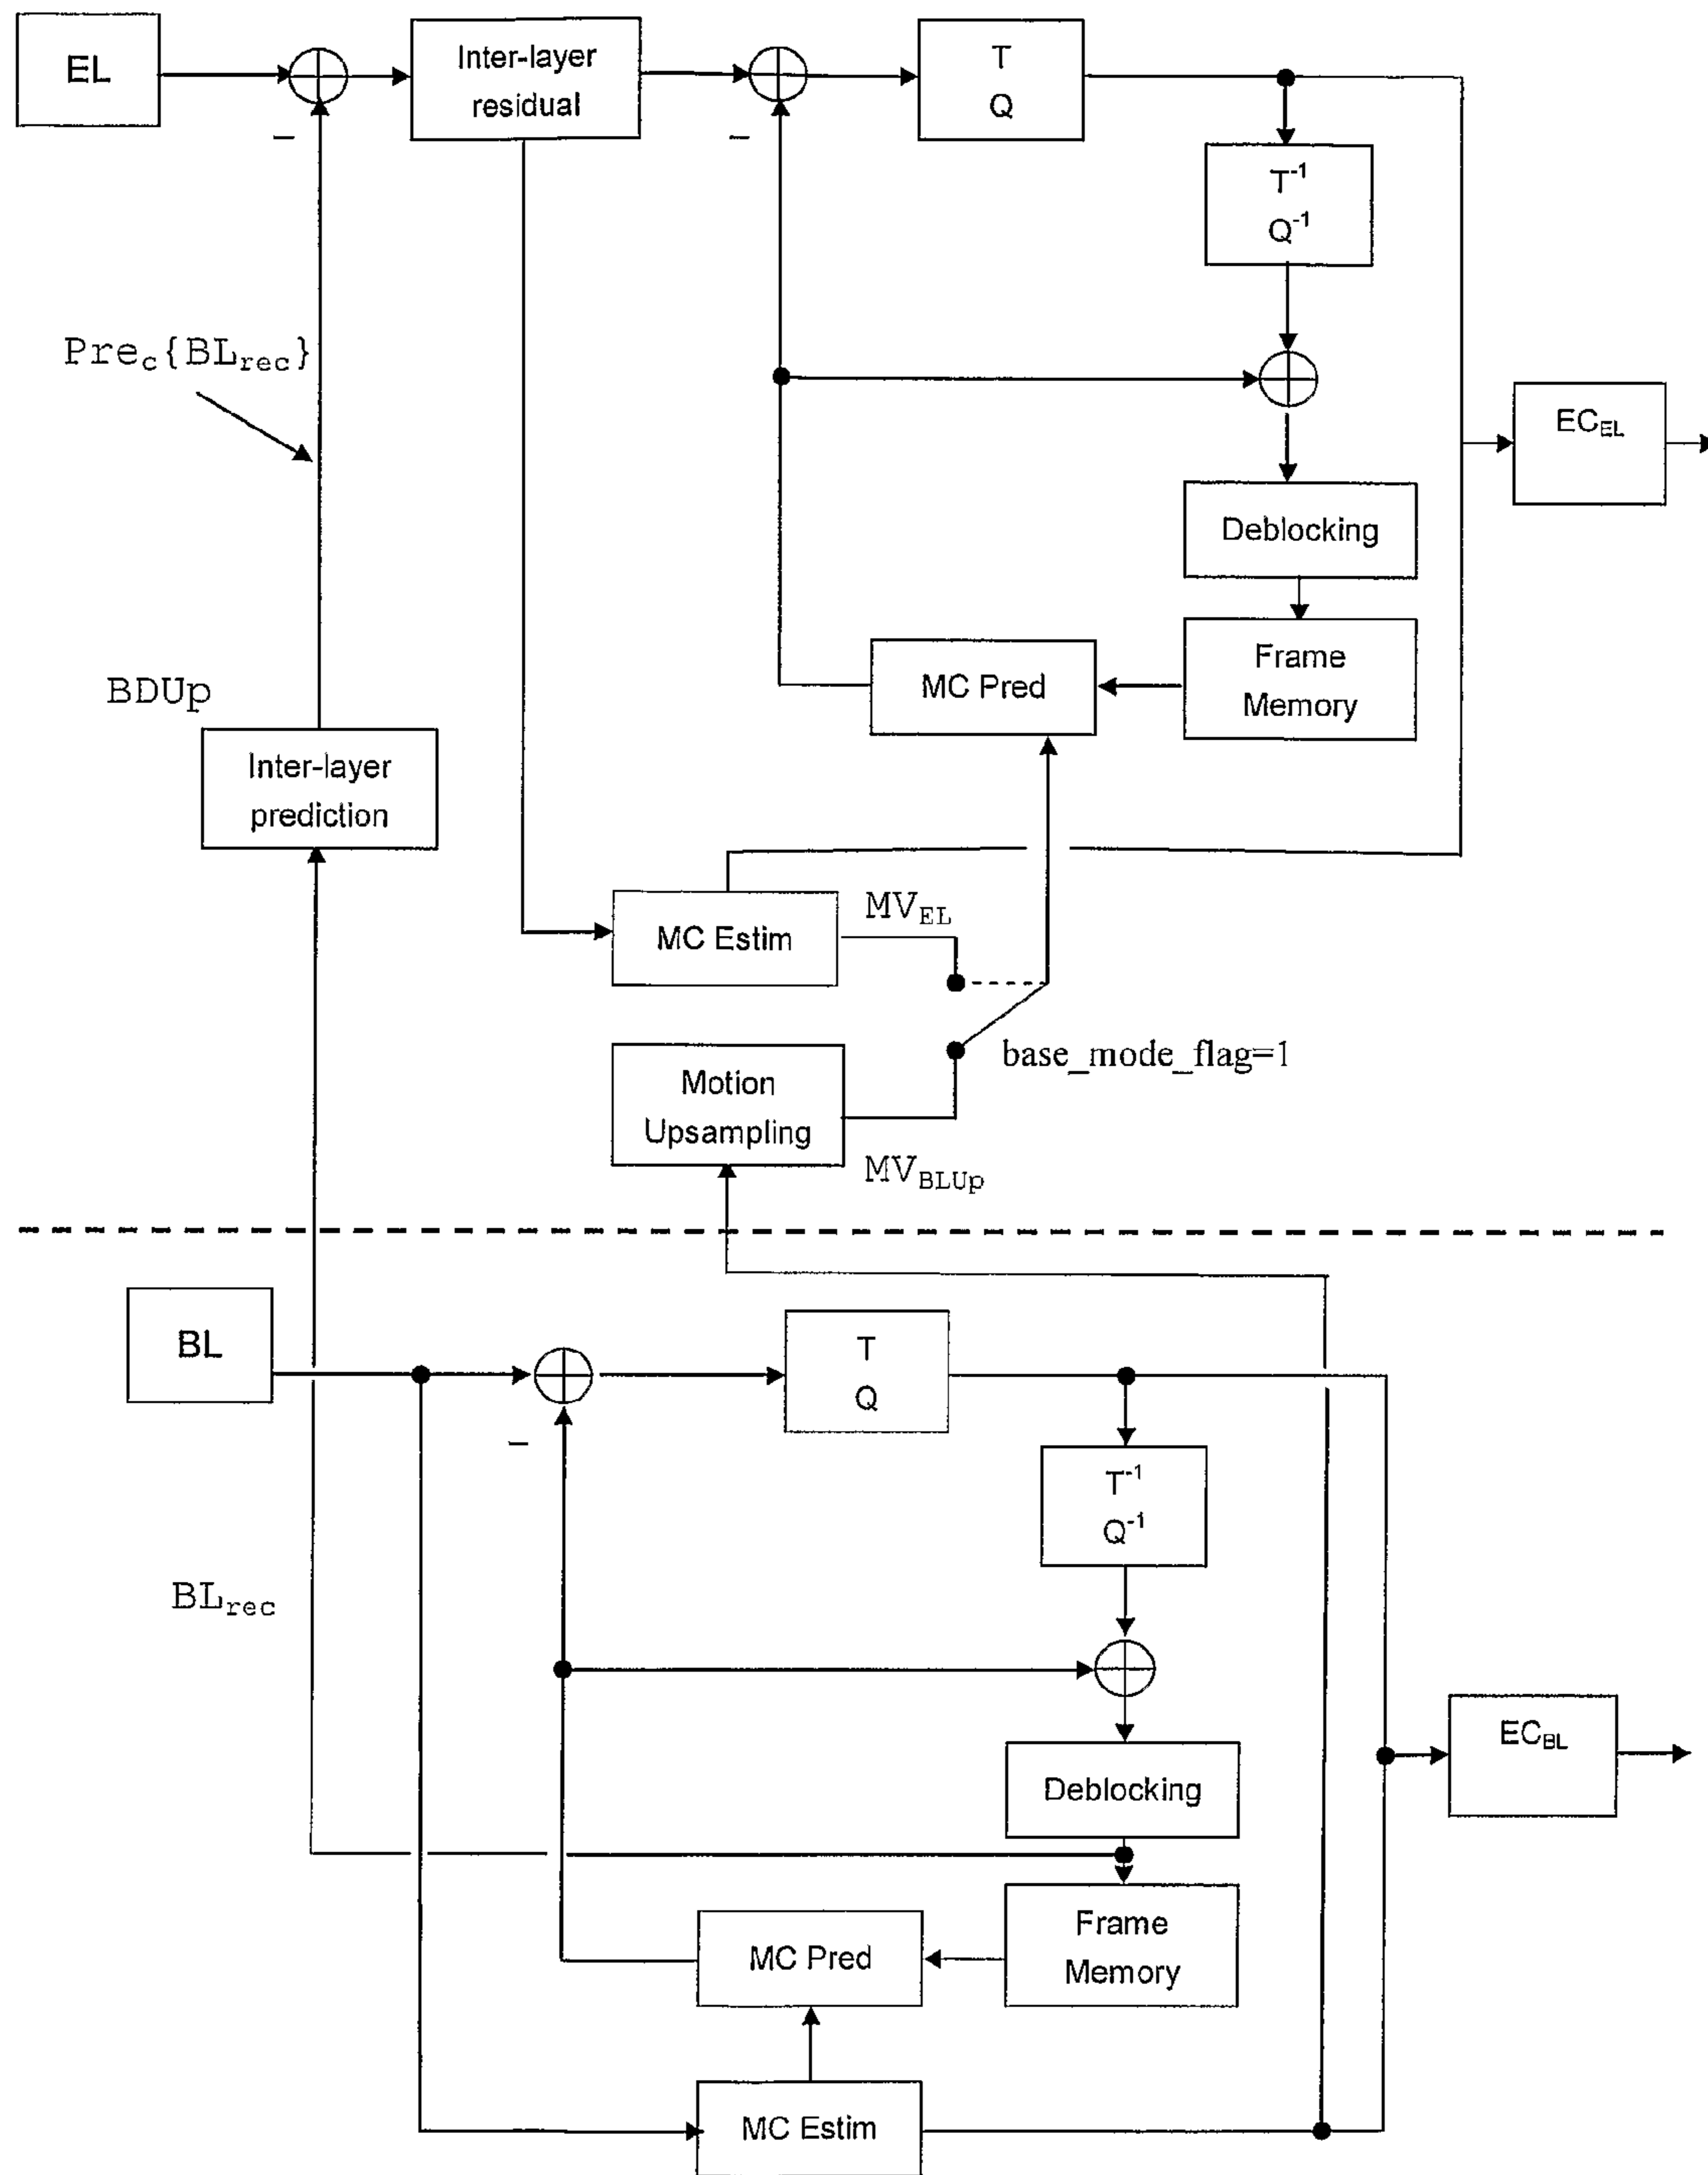 EL
Inter-layer
residual
T
Q
–
–
T⁻¹
Q⁻¹
Prec{BLrec}
ECEL
Deblocking
Frame
Memory
MC Pred
BDUp
Inter-layer
prediction
MVEL
MC Estim
base_mode_flag=1
Motion
Upsampling
MVBLUp
BL
T
Q
–
T⁻¹
Q⁻¹
BLrec
ECBL
Deblocking
Frame
Memory
MC Pred
MC Estim